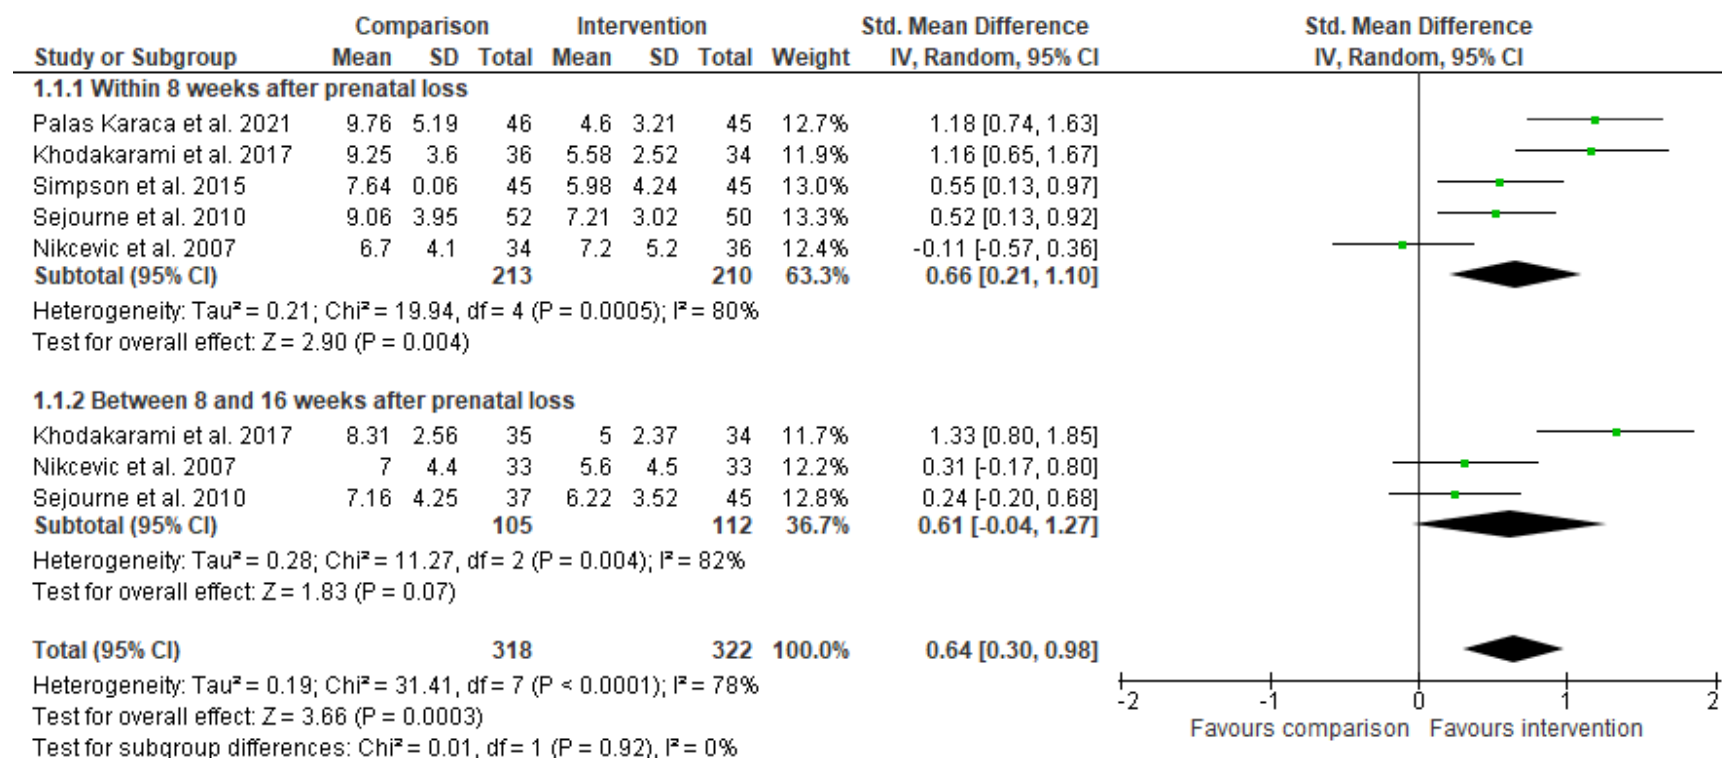 Comparison Intervention Std. Mean Difference Std. Mean Difference
Study or Subgroup Mean SD Total Mean SD Total Weight IV, Random, 95% CI IV, Random, 95% CI
1.1.1 Within 8 weeks after prenatal loss
Palas Karaca et al. 2021 9.76 5.19 46 4.6 3.21 45 12.7% 1.18 [0.74, 1.63]
Khodakarami et al. 2017 9.25 3.6 36 5.58 2.52 34 11.9% 1.16 [0.65, 1.67]
Simpson et al. 2015 7.64 0.06 45 5.98 4.24 45 13.0% 0.55 [0.13, 0.97]
Sejourne et al. 2010 9.06 3.95 52 7.21 3.02 50 13.3% 0.52 [0.13, 0.92]
Nikcevic et al. 2007 6.7 4.1 34 7.2 5.2 36 12.4% -0.11 [-0.57, 0.36]
Subtotal (95% CI) 213 210 63.3% 0.66 [0.21, 1.10]
Heterogeneity: Tau² = 0.21; Chi² = 19.94, df = 4 (P = 0.0005); I² = 80%
Test for overall effect: Z = 2.90 (P = 0.004)
1.1.2 Between 8 and 16 weeks after prenatal loss
Khodakarami et al. 2017 8.31 2.56 35 5 2.37 34 11.7% 1.33 [0.80, 1.85]
Nikcevic et al. 2007 7 4.4 33 5.6 4.5 33 12.2% 0.31 [-0.17, 0.80]
Sejourne et al. 2010 7.16 4.25 37 6.22 3.52 45 12.8% 0.24 [-0.20, 0.68]
Subtotal (95% CI) 105 112 36.7% 0.61 [-0.04, 1.27]
Heterogeneity: Tau² = 0.28; Chi² = 11.27, df = 2 (P = 0.004); I² = 82%
Test for overall effect: Z = 1.83 (P = 0.07)
Total (95% CI) 318 322 100.0% 0.64 [0.30, 0.98]
Heterogeneity: Tau² = 0.19; Chi² = 31.41, df = 7 (P < 0.0001); I² = 78%
-2 -1 0 1 2
Test for overall effect: Z = 3.66 (P = 0.0003)
Favours comparison Favours intervention
Test for subgroup differences: Chi² = 0.01, df = 1 (P = 0.92), I² = 0%